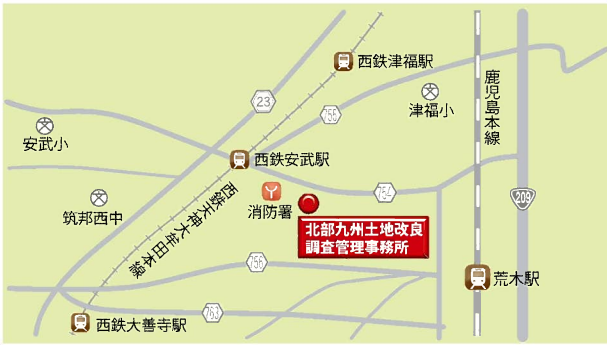 西鉄津福駅
23
755
津福小
鹿児島本線
安武小
西鉄安武駅
754
209
筑邦西中
消防署
北部九州土地改良
調査管理事務所
西鉄天神大牟田本線
756
荒木駅
763
西鉄大善寺駅